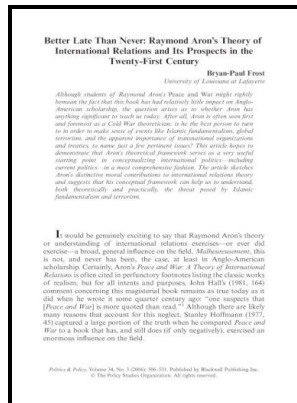 Better Late Than Never: Raymond Aron's Theory of
International Relations and Its Prospects in the
Twenty-First Century
Bryan-Paul Frost
University of Louisiana at Lafayette
Although students of Raymond Aron's Peace and War might rightly
bemoan the fact that this book has had relatively little impact on Anglo-
American scholarship, the question arises as to whether Aron has
anything significant to teach us today. After all, Aron is often seen first
and foremost as a Cold War theoretician; is he the best person to turn
to in order to make sense of events like Islamic fundamentalism, global
terrorism, and the apparent importance of transnational organizations
and treaties, to name just a few pertinent issues? This article hopes to
demonstrate that Aron's theoretical framework serves as a very useful
starting point in conceptualizing international politics—including
current politics—in a most comprehensive fashion. The article sketches
Aron's distinctive moral contributions to international relations theory
and suggests that his conceptual framework can help us to understand,
both theoretically and practically, the threat posed by Islamic
fundamentalism and terrorism.
It would be genuinely exciting to say that Raymond Aron's theory
or understanding of international relations exercises—or ever did
exercise—a broad, general influence on the field. Malheureusement, this
is not, and never has been, the case, at least in Anglo-American
scholarship. Certainly, Aron's Peace and War: A Theory of International
Relations is often cited in perfunctory footnotes listing the classic works
of realism; but for all intents and purposes, John Hall's (1981, 164)
comment concerning this magisterial book remains as true today as it
did when he wrote it some quarter century ago: "one suspects that
[Peace and War] is more quoted than read."¹ Although there are likely
many reasons that account for this neglect, Stanley Hoffmann (1977,
45) captured a large portion of the truth when he compared Peace and
War to a book that has, and still does (if only negatively), exercised an
enormous influence on the field.
Politics & Policy, Volume 34, No. 3 (2006): 506-531. Published by Blackwell Publishing Inc.
© The Policy Studies Organization. All rights reserved.